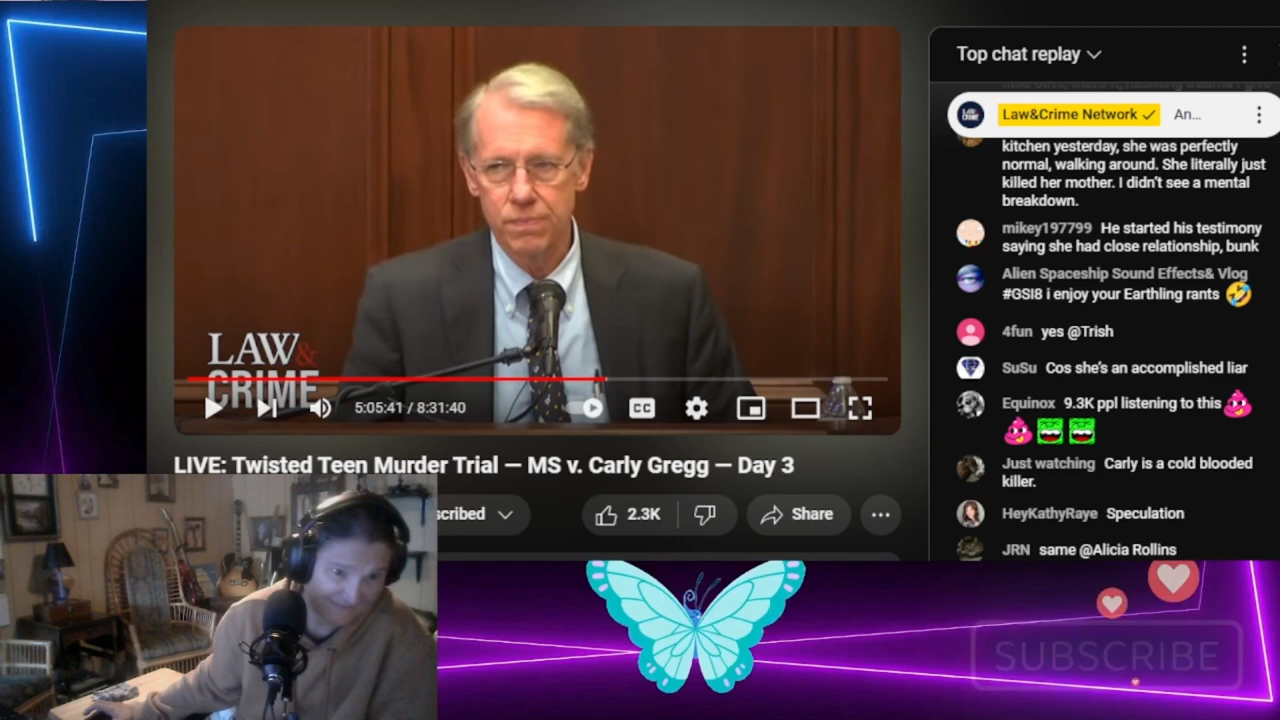 Top chat replay
Law&Crime Network An...
kitchen yesterday, she was perfectly
normal, walking around. She literally just
killed her mother. I didn't see a mental
breakdown.
mikey197799 He started his testimony
saying she had close relationship, bunk
Alien Spaceship Sound Effects& Vlog
#GSI8 i enjoy your Earthling rants 🤣
4fun yes @Trish
SuSu Cos she's an accomplished liar
Equinox 9.3K ppl listening to this
Just watching Carly is a cold blooded
killer.
HeyKathyRaye Speculation
JRN same @Alicia Rollins
LAW&
CRIME
5:05:41 / 8:31:40
CC
LIVE: Twisted Teen Murder Trial — MS v. Carly Gregg — Day 3
scribed
2.3K
Share
SUBSCRIBE